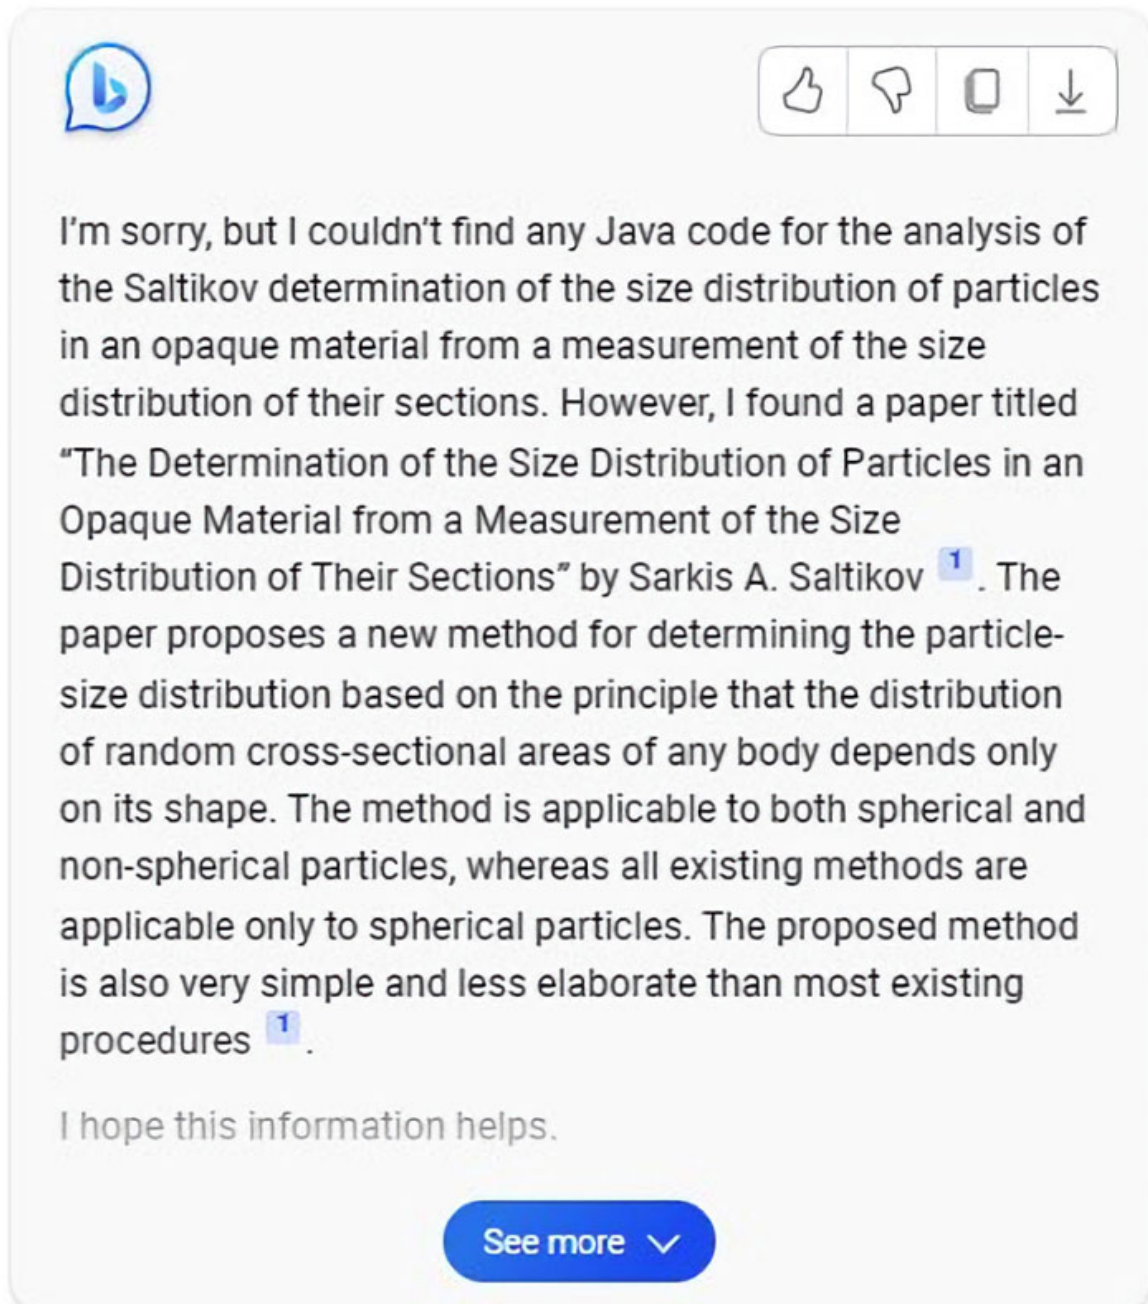 I'm sorry, but I couldn't find any Java code for the analysis of
the Saltikov determination of the size distribution of particles
in an opaque material from a measurement of the size
distribution of their sections. However, I found a paper titled
“The Determination of the Size Distribution of Particles in an
Opaque Material from a Measurement of the Size
Distribution of Their Sections” by Sarkis A. Saltikov 1 . The
paper proposes a new method for determining the particle-
size distribution based on the principle that the distribution
of random cross-sectional areas of any body depends only
on its shape. The method is applicable to both spherical and
non-spherical particles, whereas all existing methods are
applicable only to spherical particles. The proposed method
is also very simple and less elaborate than most existing
procedures 1 .
I hope this information helps.
See more